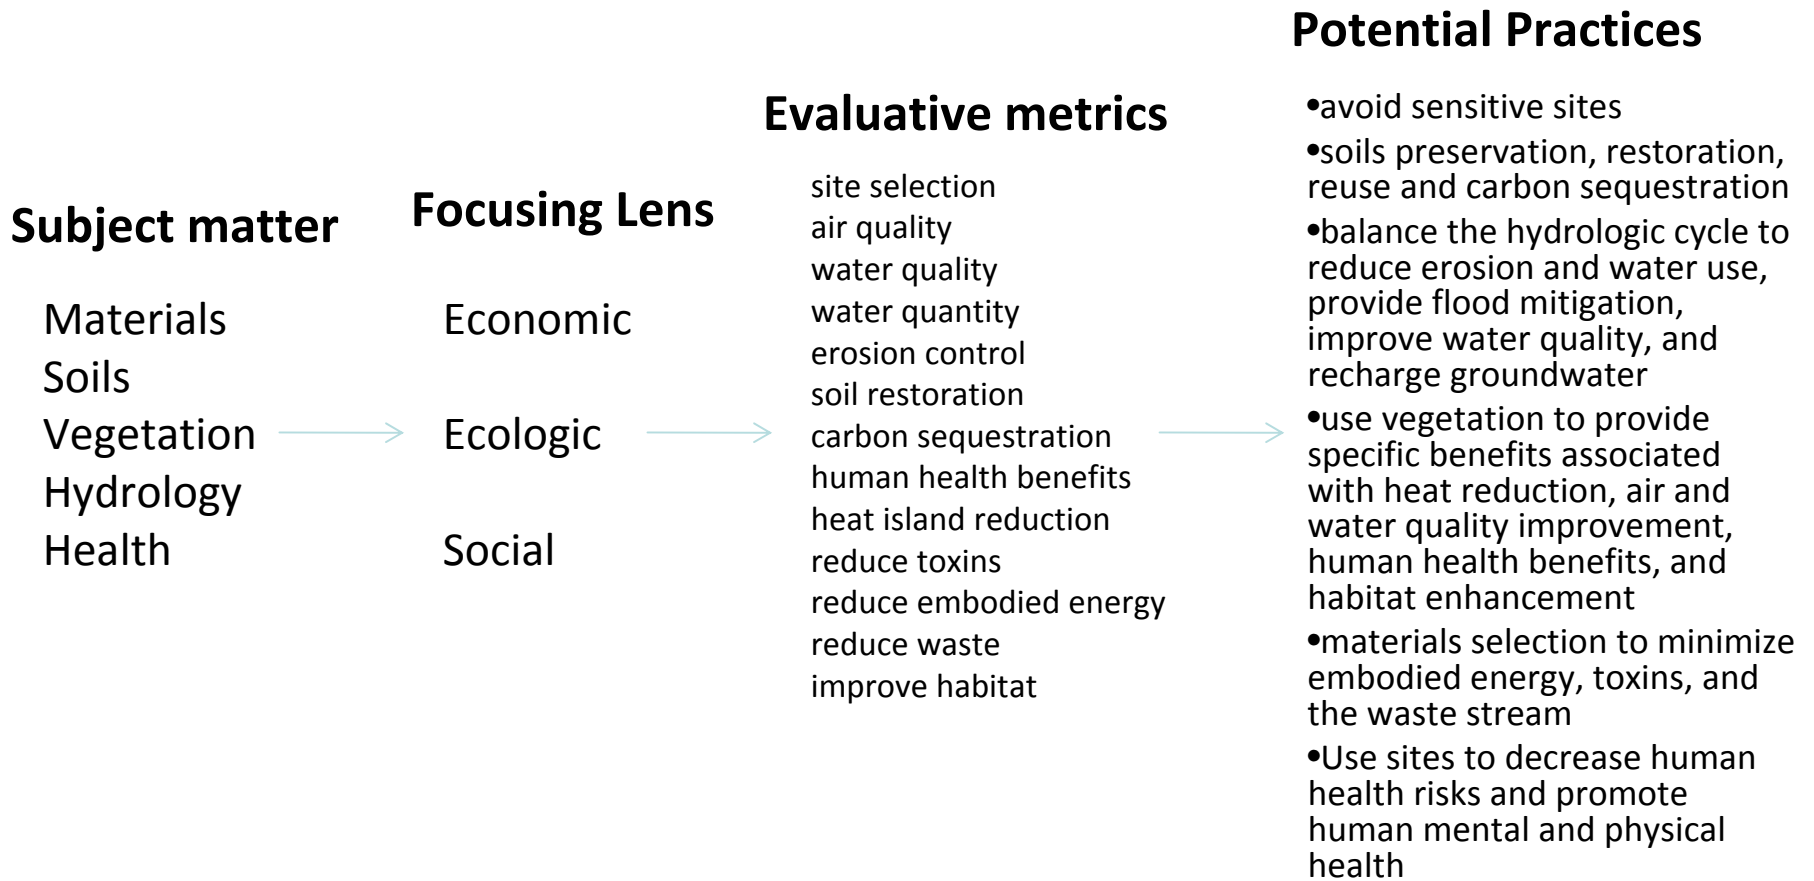 Subject matter
Materials
Soils
Vegetation
Hydrology
Health
Focusing Lens
Economic
Ecologic
Social
Evaluative metrics
site selection
air quality
water quality
water quantity
erosion control
soil restoration
carbon sequestration
human health benefits
heat island reduction
reduce toxins
reduce embodied energy
reduce waste
improve habitat
Potential Practices
•avoid sensitive sites
•soils preservation, restoration,
reuse and carbon sequestration
•balance the hydrologic cycle to
reduce erosion and water use,
provide flood mitigation,
improve water quality, and
recharge groundwater
•use vegetation to provide
specific benefits associated
with heat reduction, air and
water quality improvement,
human health benefits, and
habitat enhancement
•materials selection to minimize
embodied energy, toxins, and
the waste stream
•Use sites to decrease human
health risks and promote
human mental and physical
health